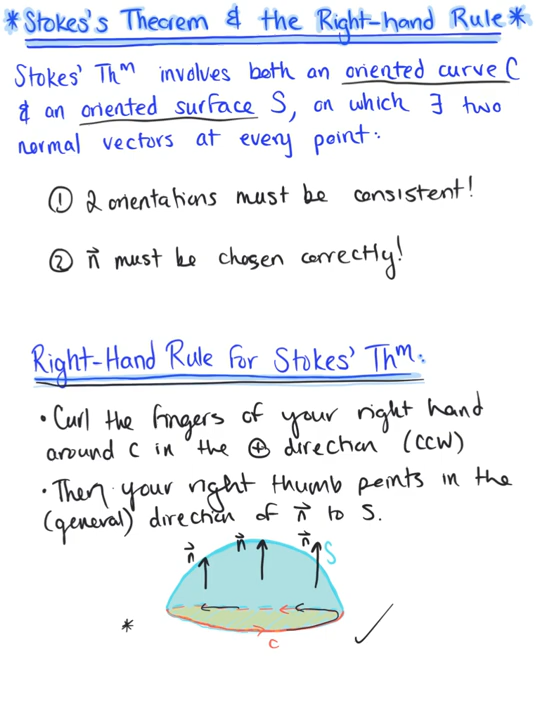 *Stokes's Theorem & the Right-hand Rule*
Stokes' Thᵐ involves both an oriented curve C
& an oriented surface S, on which ∃ two
normal vectors at every point:
① 2 orientations must be consistent!
② n⃗ must be chosen correctly!
Right-Hand Rule for Stokes' Thᵐ:
• Curl the fingers of your right hand
around C in the ⊕ direction (CCW)
• Then your right thumb points in the
(general) direction of n⃗ to S.
n⃗ n⃗ n⃗ S
* ✓
C